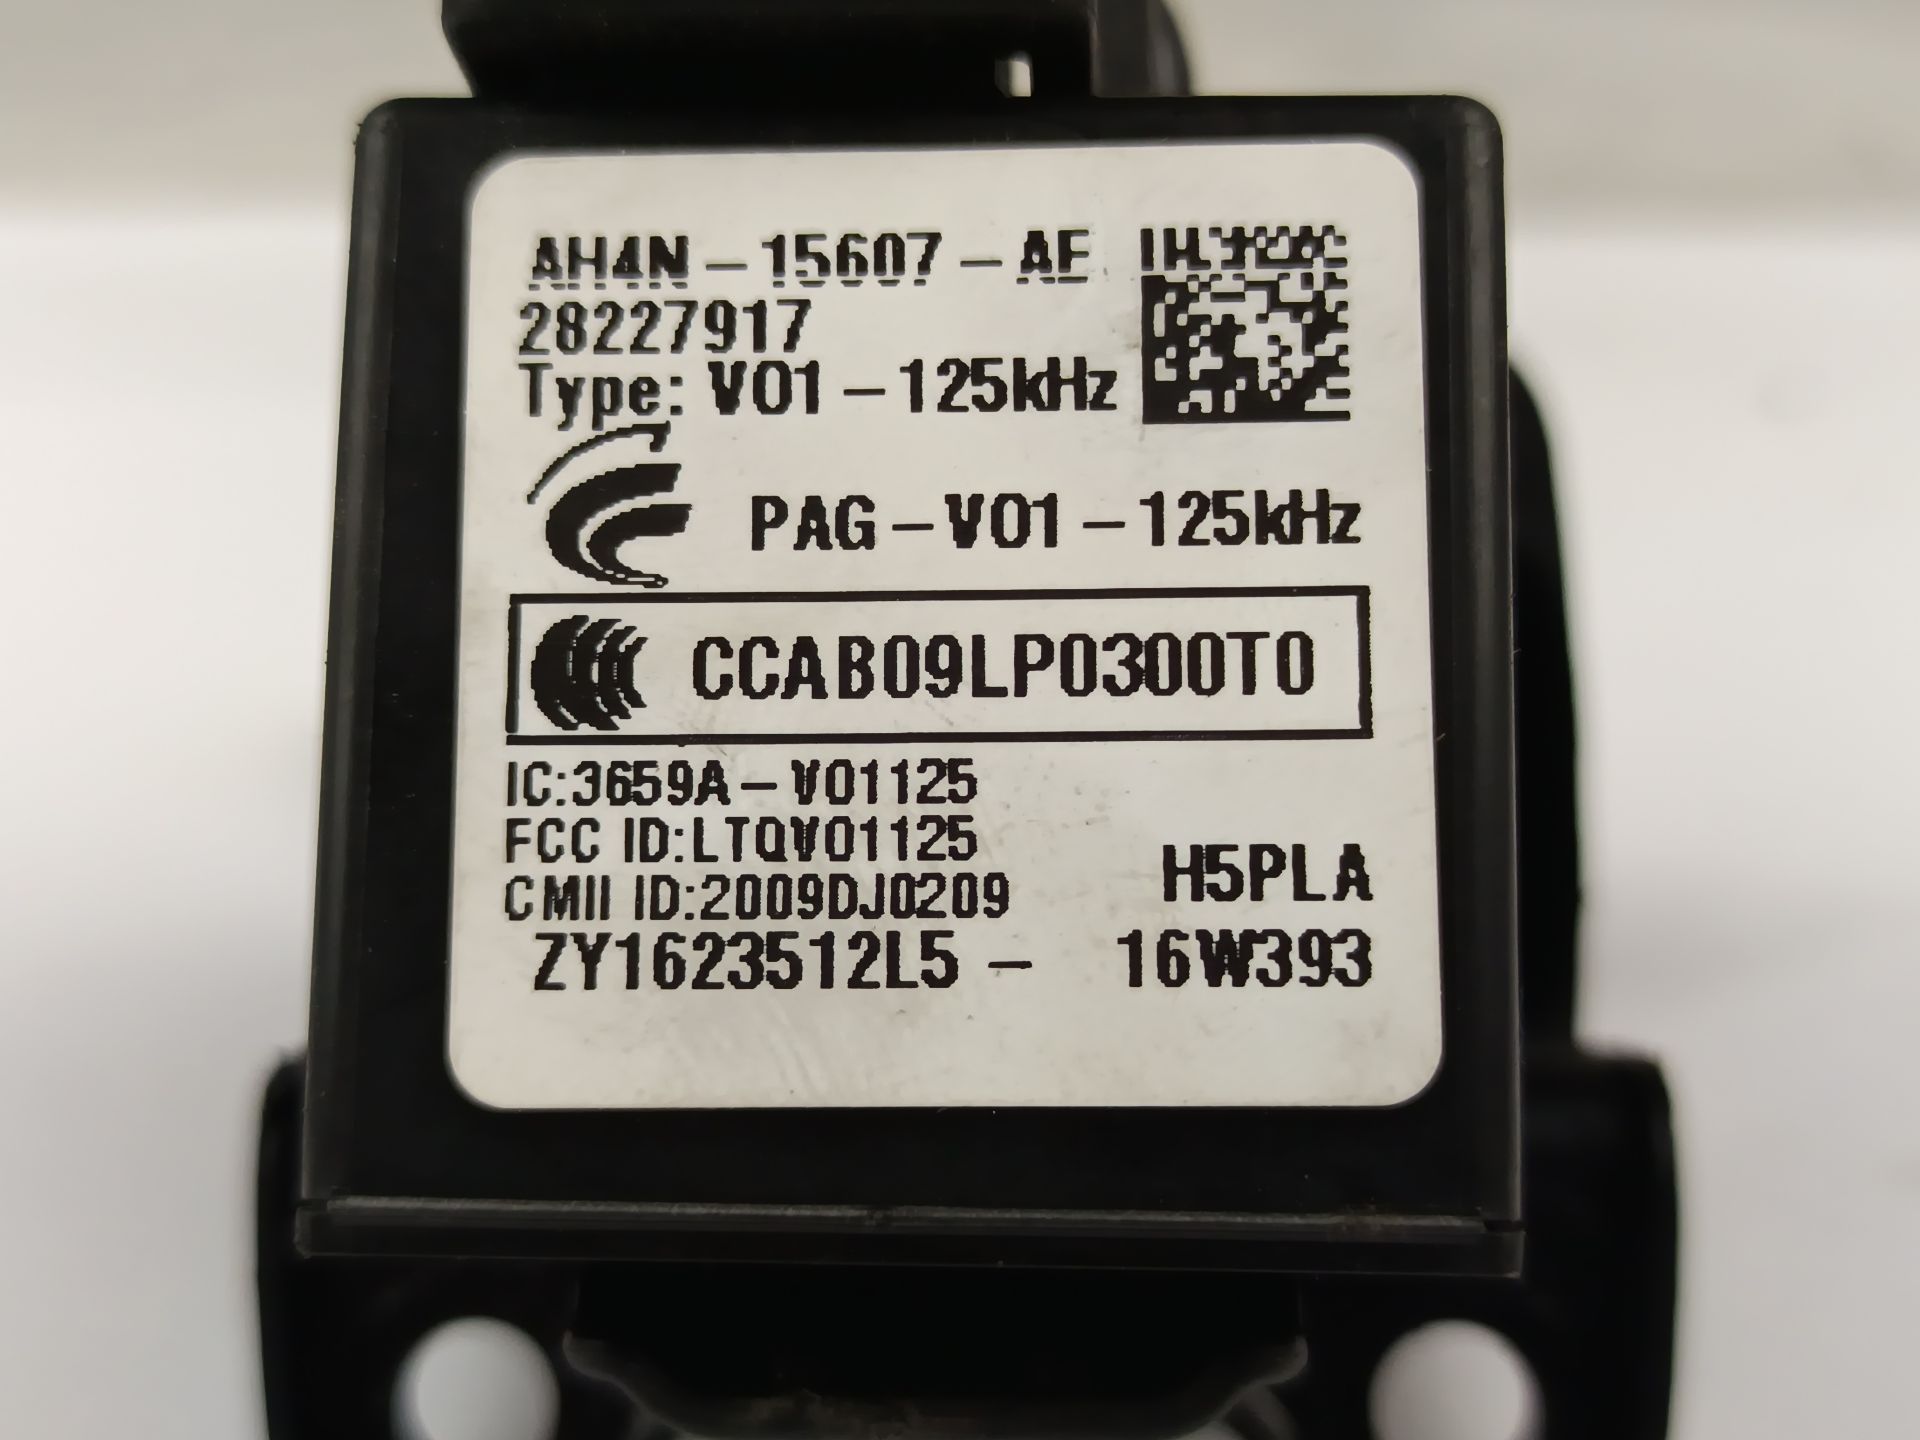 AH4N-15607-AE
28227917
Type: V01-125kHz
PAG-V01-125kHz
CCAB09LP0300T0
IC:3659A-V01125
FCC ID:LTQV01125
CMII ID:2009DJ0209
H5PLA
ZY1623512L5- 16W393